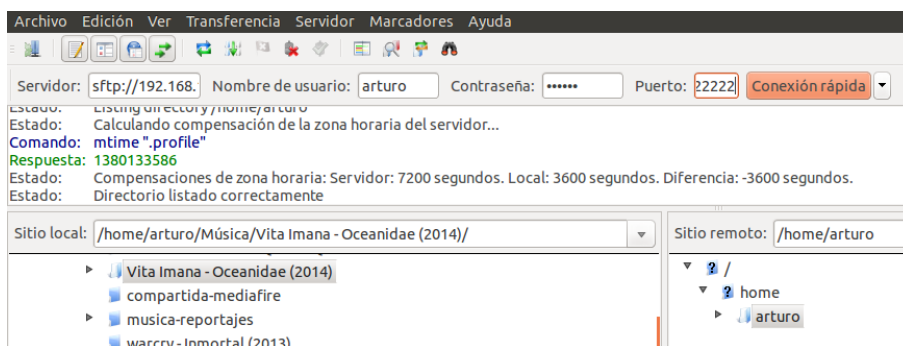 Archivo Edición Ver Transferencia Servidor Marcadores Ayuda
Servidor: sftp://192.168. Nombre de usuario: arturo Contraseña: •••••• Puerto: 22222 Conexión rápida
Estado: Listing directory /home/arturo
Estado: Calculando compensación de la zona horaria del servidor...
Comando: mtime ".profile"
Respuesta: 1380133586
Estado: Compensaciones de zona horaria: Servidor: 7200 segundos. Local: 3600 segundos. Diferencia: -3600 segundos.
Estado: Directorio listado correctamente
Sitio local: /home/arturo/Música/Vita Imana - Oceanidae (2014)/
Sitio remoto: /home/arturo
Vita Imana - Oceanidae (2014)
compartida-mediafire
musica-reportajes
warcry - Inmortal (2013)
/
home
arturo